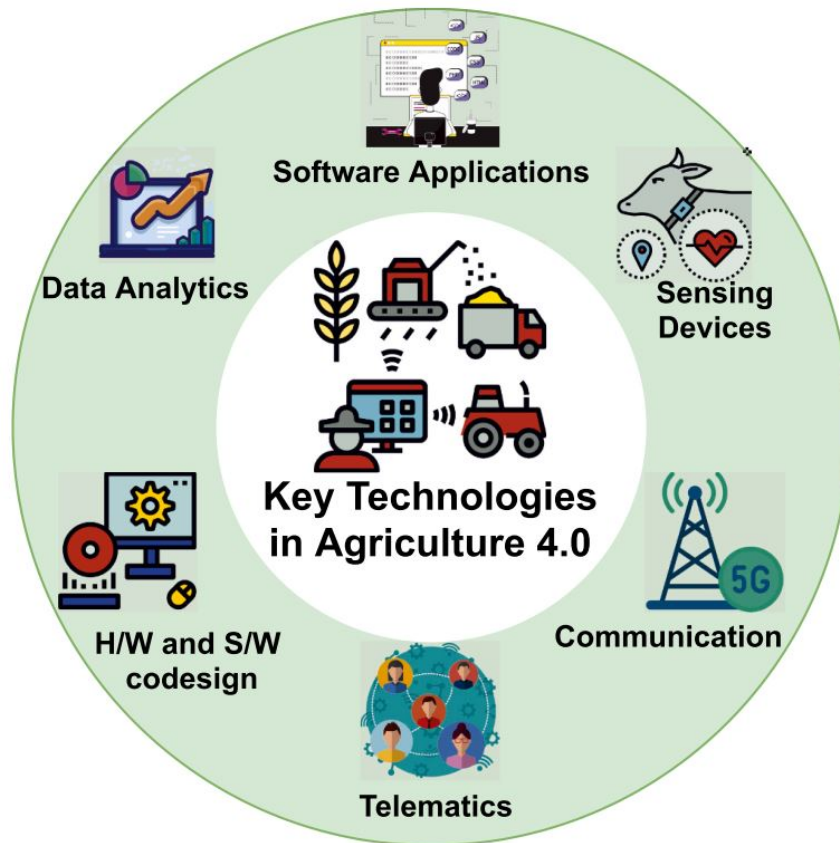 Software Applications
Data Analytics
Sensing
Devices
Key Technologies
in Agriculture 4.0
5G
Communication
H/W and S/W
codesign
Telematics